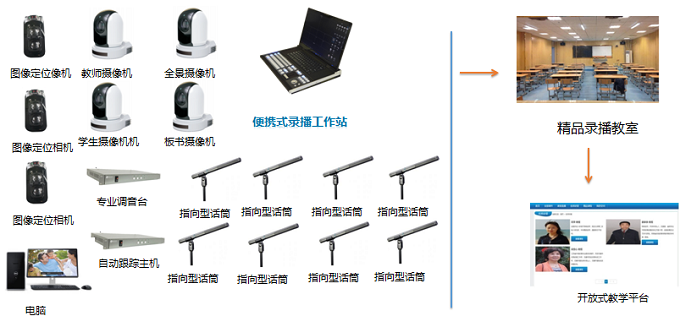 图像定位像机
教师摄像机
全景摄像机
便携式录播工作站
精品录播教室
图像定位相机
学生摄像机机
板书摄像机
专业调音台
图像定位相机
指向型话筒
指向型话筒
指向型话筒
指向型话筒
自动跟踪主机
指向型话筒
指向型话筒
指向型话筒
指向型话筒
电脑
开放式教学平台